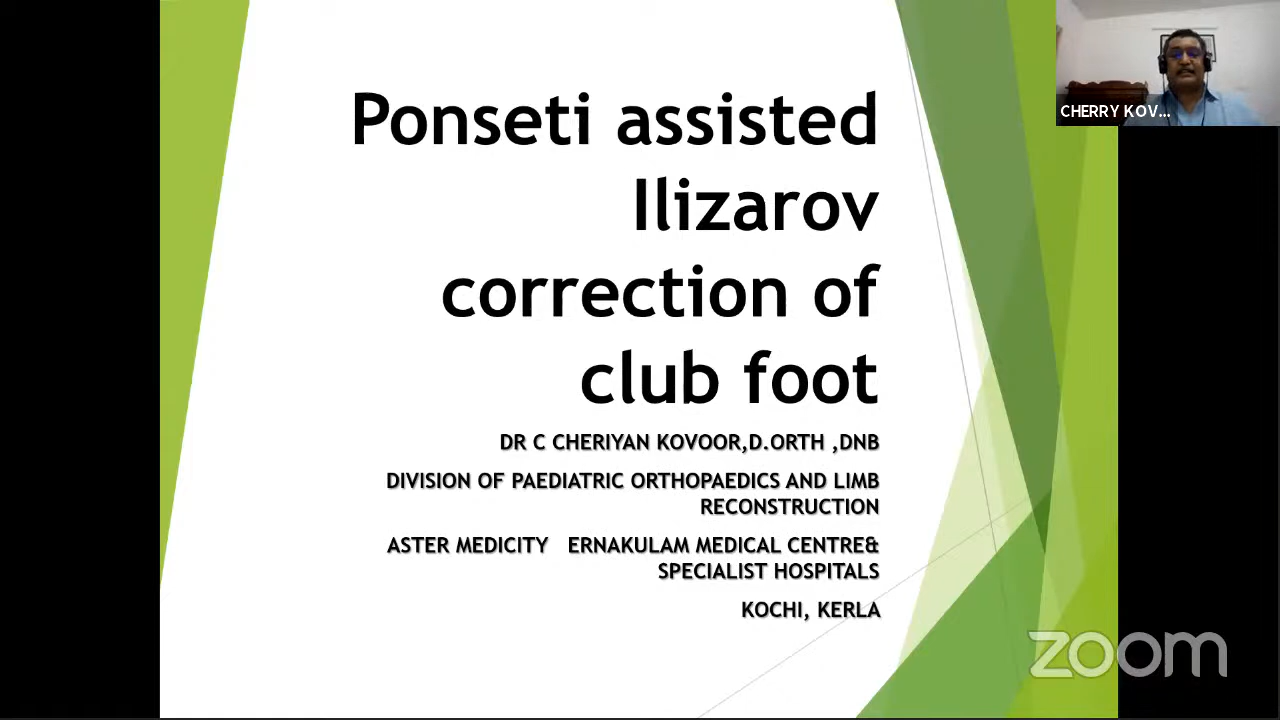 Ponseti assisted
Ilizarov
correction of
club foot
DR C CHERIYAN KOVOOR,D.ORTH ,DNB
DIVISION OF PAEDIATRIC ORTHOPAEDICS AND LIMB
RECONSTRUCTION
ASTER MEDICITY   ERNAKULAM MEDICAL CENTRE&
SPECIALIST HOSPITALS
KOCHI, KERLA
CHERRY KOV...
zoom